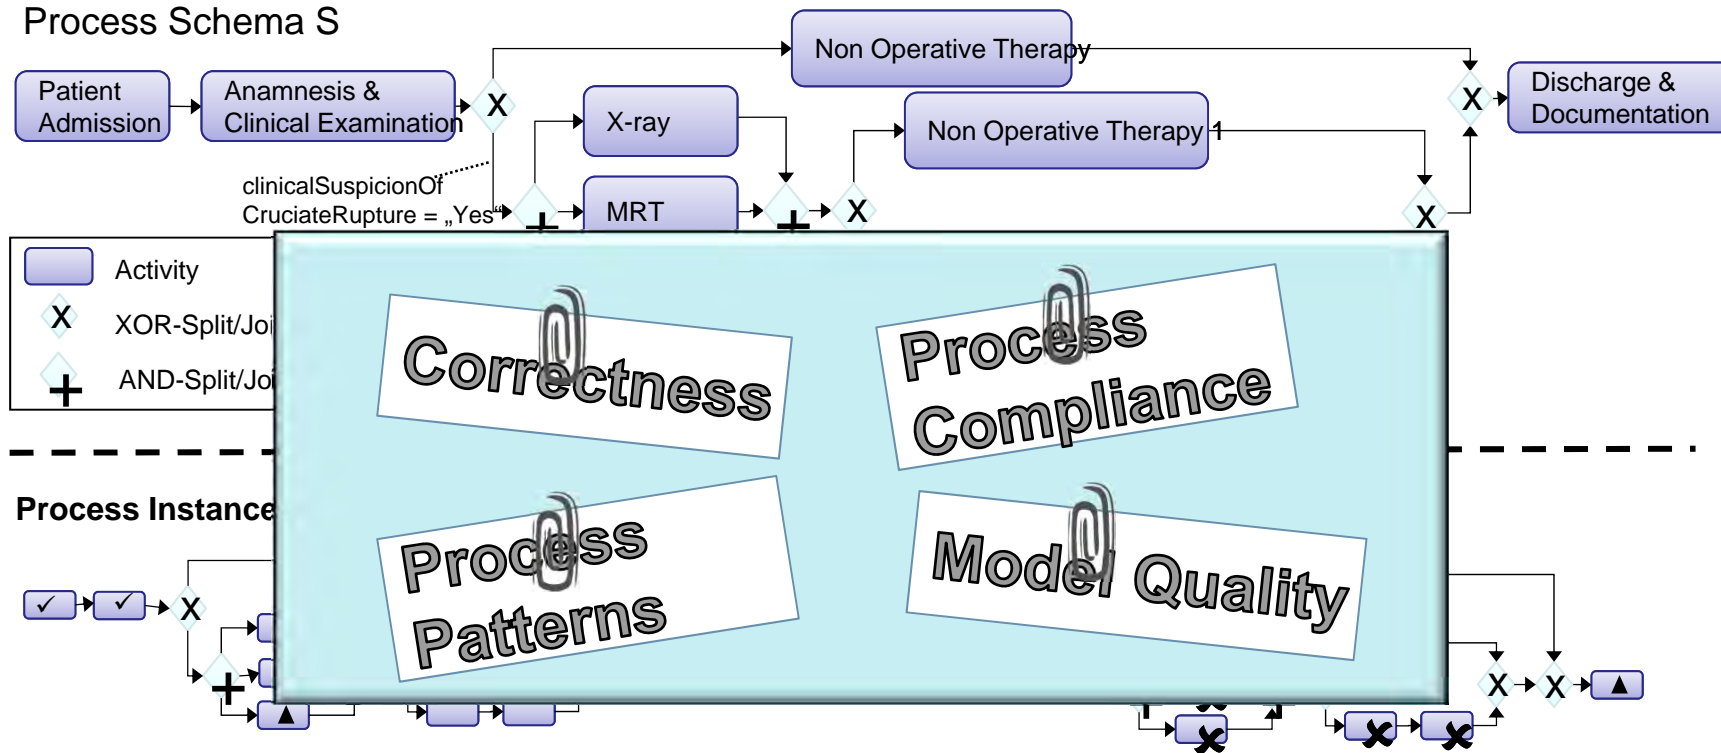 Process Schema S
Non Operative Therapy
Patient
Admission
Anamnesis &
Clinical Examination
X
X-ray
Non Operative Therapy 1
X
Discharge &
Documentation
clinicalSuspicionOf
CruciateRupture = „Yes“
MRT
X
X
Activity
X
XOR-Split/Joi
AND-Split/Joi
Correctness
Process
Compliance
Process Instance
Process
Patterns
Model Quality
X
X
X